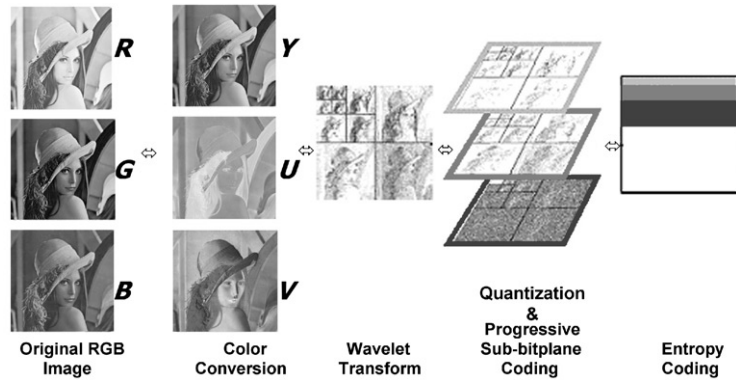 R
Y
G
U
B
V
Original RGB
Image
Color
Conversion
Wavelet
Transform
Quantization
&
Progressive
Sub-bitplane
Coding
Entropy
Coding